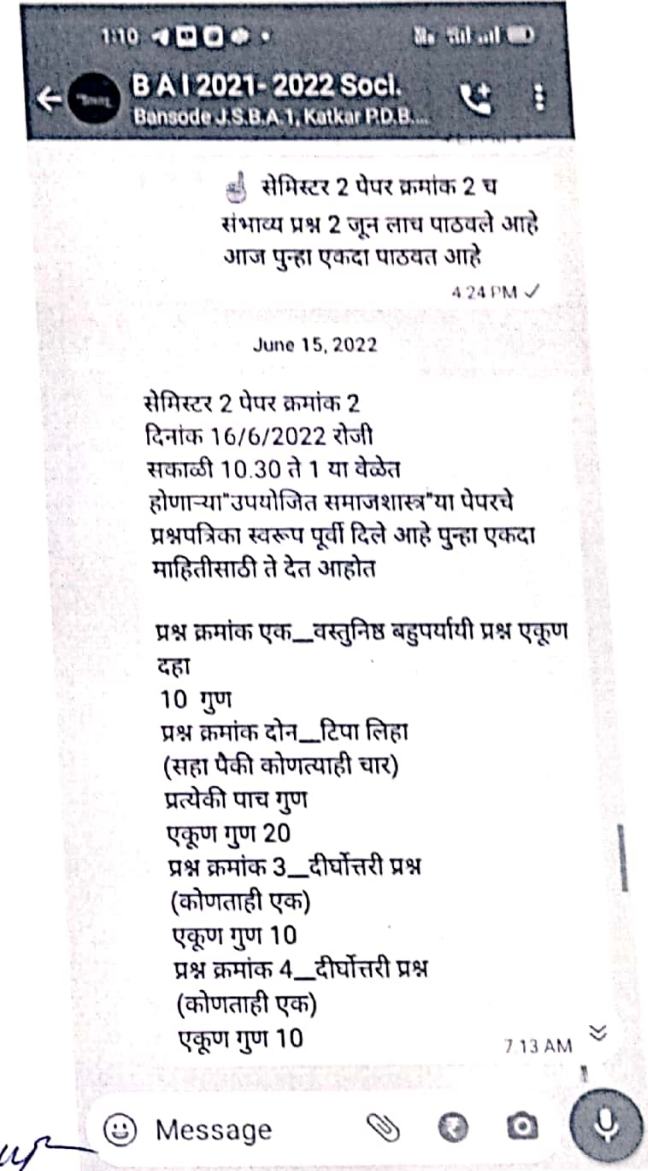 1:10
B A I 2021-2022 Socl.
Bansode J.S.B.A.1, Katkar P.D.B....
☝ सेमिस्टर 2 पेपर क्रमांक 2 च
संभाव्य प्रश्न 2 जून लाच पाठवले आहे
आज पुन्हा एकदा पाठवत आहे
4:24 PM ✓
June 15, 2022
सेमिस्टर 2 पेपर क्रमांक 2
दिनांक 16/6/2022 रोजी
सकाळी 10.30 ते 1 या वेळेत
होणाऱ्या"उपयोजित समाजशास्त्र"या पेपरचे
प्रश्नपत्रिका स्वरूप पूर्वी दिले आहे पुन्हा एकदा
माहितीसाठी ते देत आहोत
प्रश्न क्रमांक एक__वस्तुनिष्ठ बहुपर्यायी प्रश्न एकूण
दहा
10 गुण
प्रश्न क्रमांक दोन__टिपा लिहा
(सहा पैकी कोणत्याही चार)
प्रत्येकी पाच गुण
एकूण गुण 20
प्रश्न क्रमांक 3__दीर्घोत्तरी प्रश्न
(कोणताही एक)
एकूण गुण 10
प्रश्न क्रमांक 4__दीर्घोत्तरी प्रश्न
(कोणताही एक)
एकूण गुण 10
7:13 AM
Message